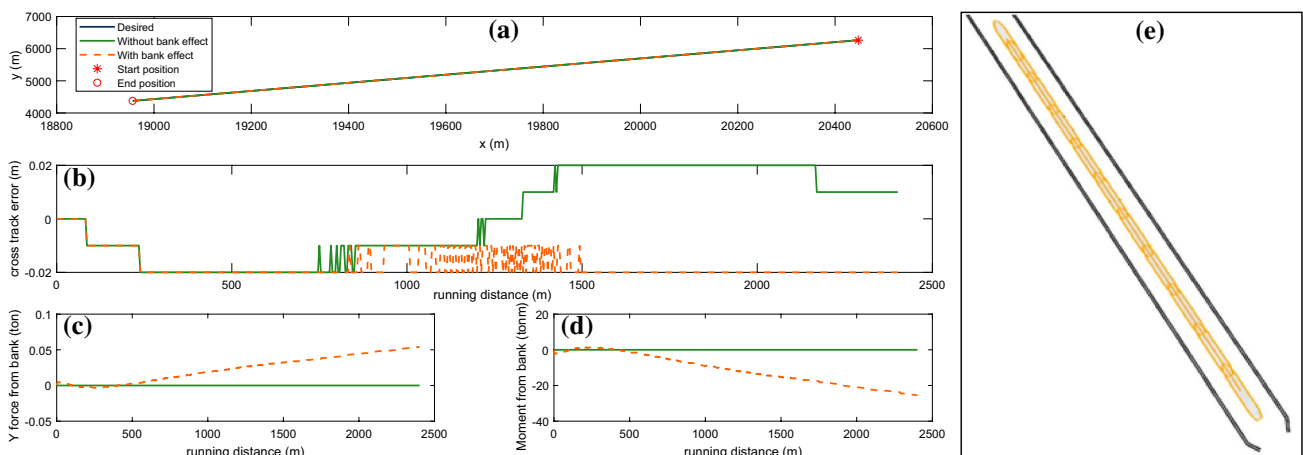 (a)
y (m)
7000
6000
5000
4000
Desired
Without bank effect
With bank effect
Start position
End position
18800 19000 19200 19400 19600 19800 20000 20200 20400 20600
x (m)
(b)
cross track error (m)
0.02
0
-0.02
0 500 1000 1500 2000 2500
running distance (m)
(c)
Y force from bank (ton)
0.1
0.05
0
-0.05
0 500 1000 1500 2000 2500
running distance (m)
(d)
Moment from bank (tonm)
20
0
-20
-40
0 500 1000 1500 2000 2500
running distance (m)
(e)